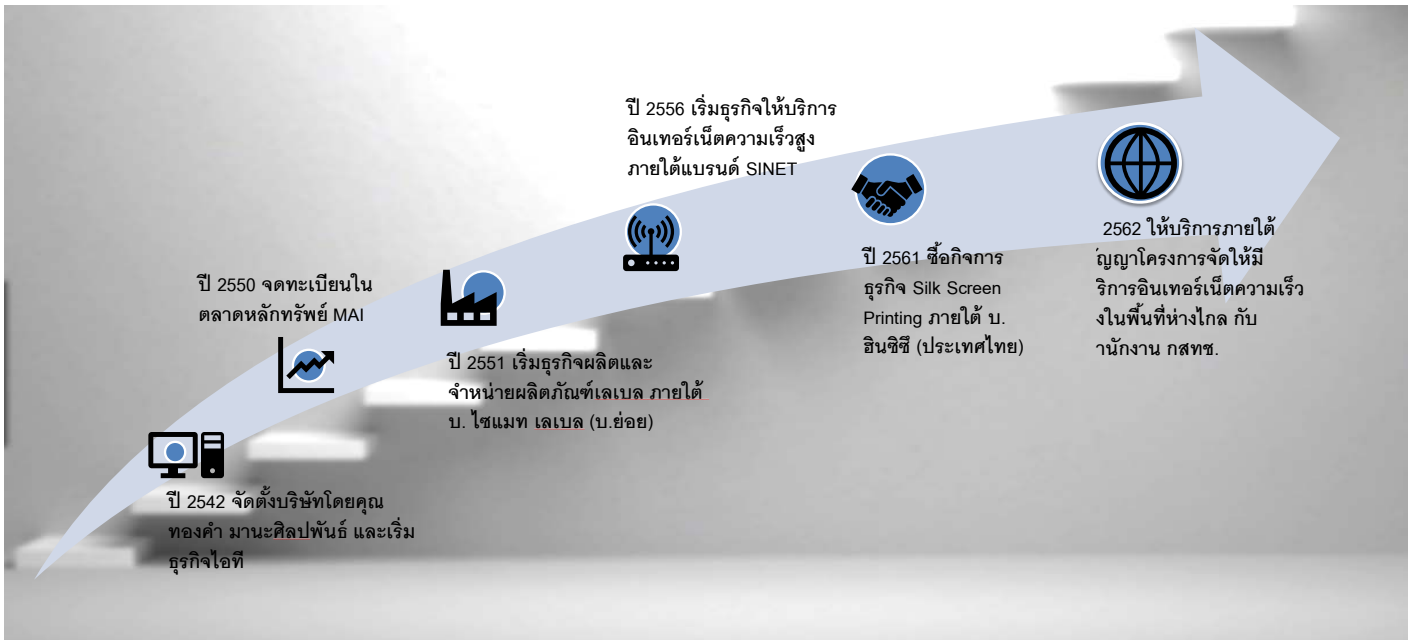 ปี 2542 จัดตั้งบริษัทโดยคุณ
ทองคำ มานะศิลปพันธ์ และเริ่ม
ธุรกิจไอที
ปี 2550 จดทะเบียนใน
ตลาดหลักทรัพย์ MAI
ปี 2551 เริ่มธุรกิจผลิตและ
จำหน่ายผลิตภัณฑ์เลเบล ภายใต้
บ. ไซแมท เลเบล (บ.ย่อย)
ปี 2556 เริ่มธุรกิจให้บริการ
อินเทอร์เน็ตความเร็วสูง
ภายใต้แบรนด์ SINET
ปี 2561 ซื้อกิจการ
ธุรกิจ Silk Screen
Printing ภายใต้ บ.
ฮินซิซึ (ประเทศไทย)
2562 ให้บริการภายใต้
ญญาโครงการจัดให้มี
ริการอินเทอร์เน็ตความเร็ว
งในพื้นที่ห่างไกล กับ
านักงาน กสทช.